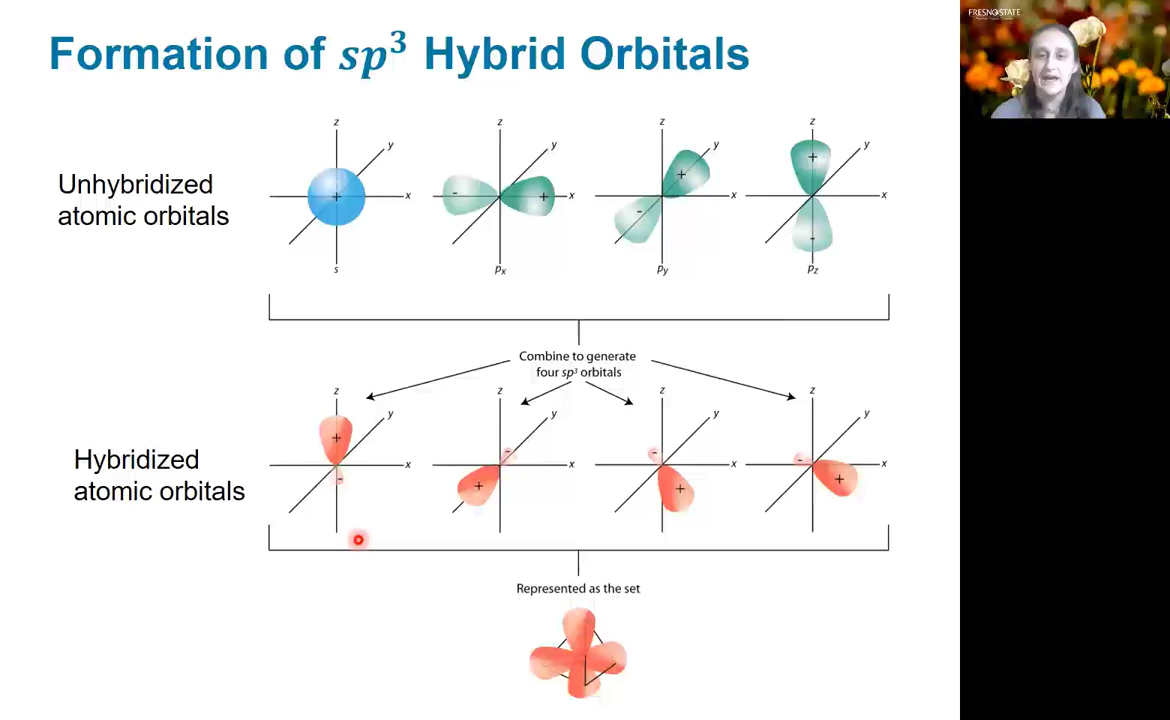 Formation of sp³ Hybrid Orbitals
FRESNO STATE
Unhybridized
atomic orbitals
z y x s
z y x px
z y x py
z y x pz
+
- +
+ -
+ -
Combine to generate
four sp³ orbitals
Hybridized
atomic orbitals
z y x + -
z y x - +
z y x - +
z y x - +
Represented as the set